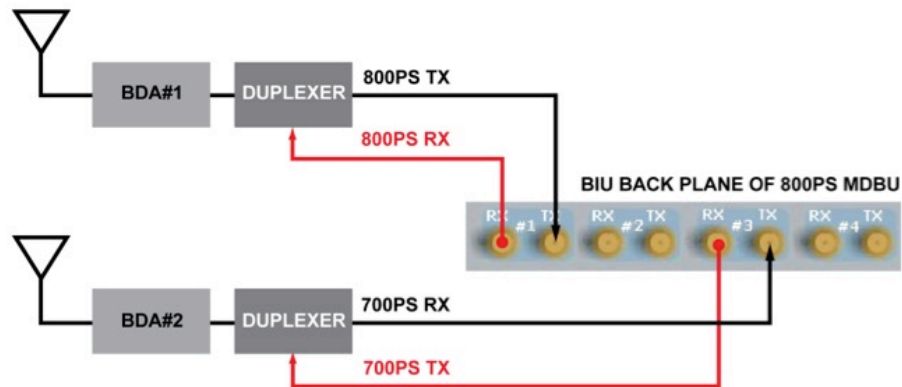 800PS TX
BDA#1
DUPLEXER
800PS RX
BIU BACK PLANE OF 800PS MDBU
RX #1 TX RX #2 TX RX #3 TX RX #4 TX
700PS RX
BDA#2
DUPLEXER
700PS TX